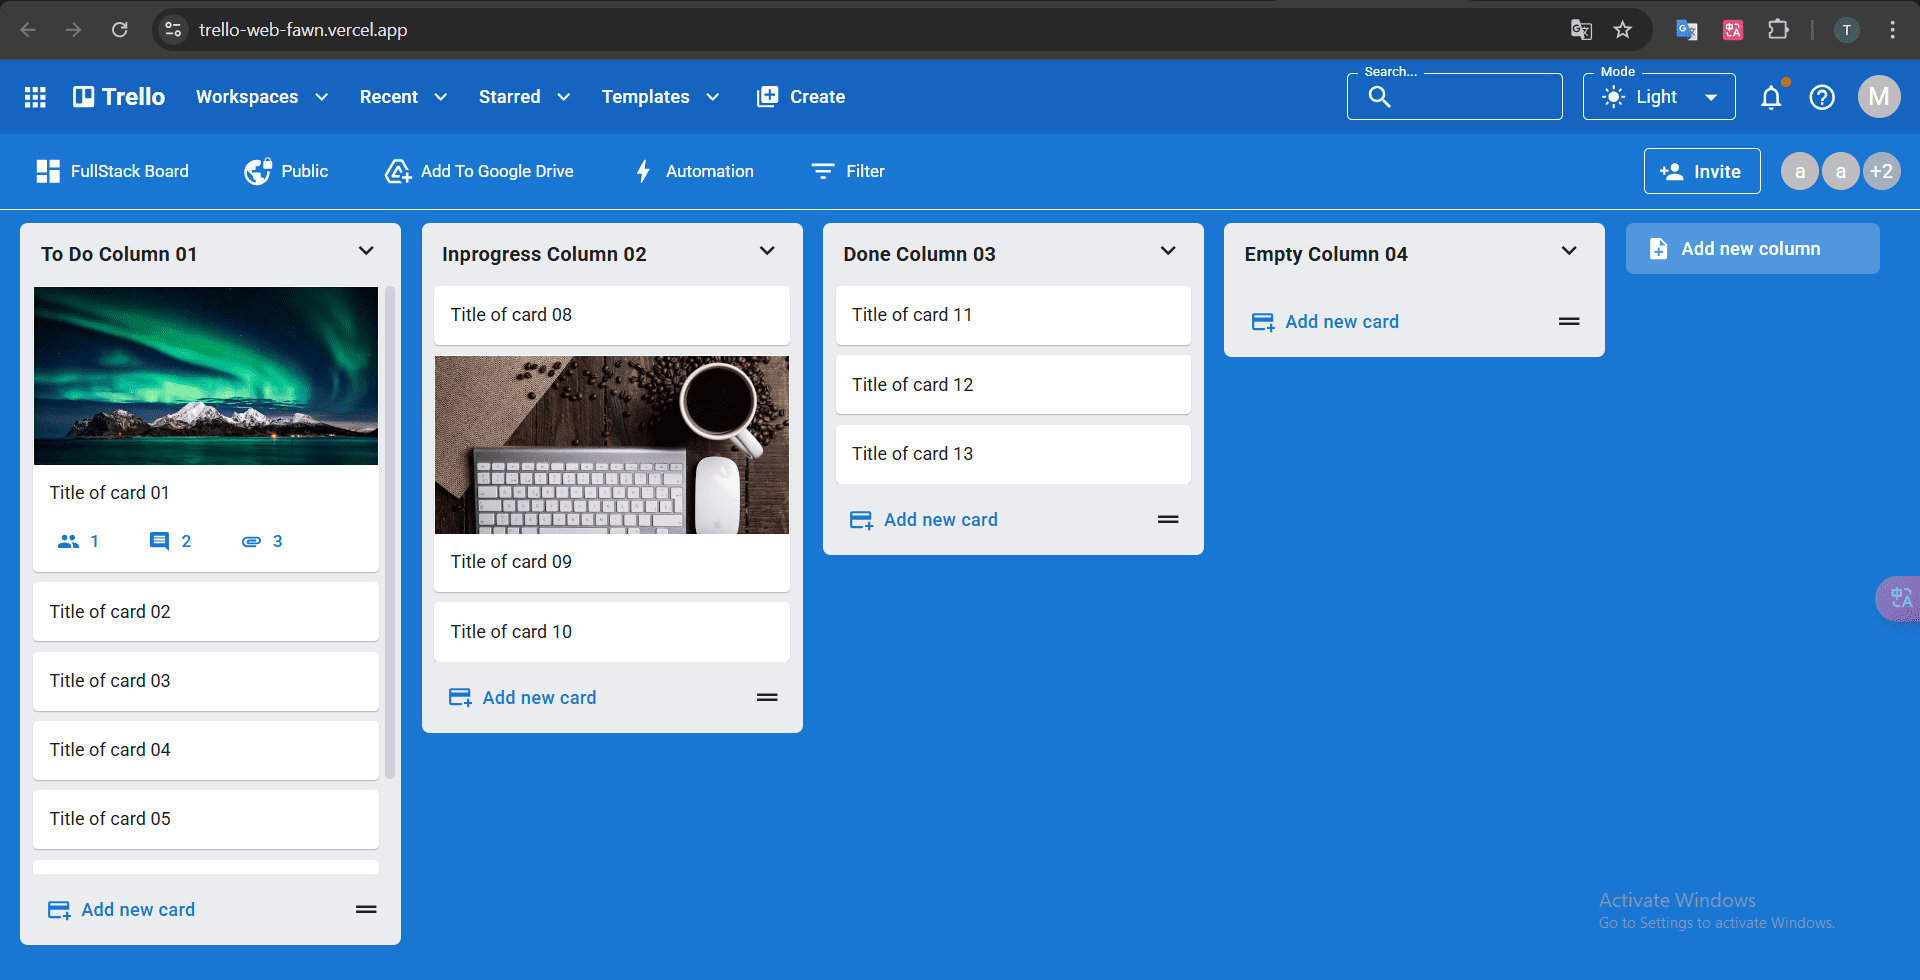 trello-web-fawn.vercel.app
T
Trello
Workspaces
Recent
Starred
Templates
Create
Search...
Mode
Light
M
FullStack Board
Public
Add To Google Drive
Automation
Filter
Invite
a
a
+2
To Do Column 01
Title of card 01
1
2
3
Title of card 02
Title of card 03
Title of card 04
Title of card 05
Add new card
Inprogress Column 02
Title of card 08
Title of card 09
Title of card 10
Add new card
Done Column 03
Title of card 11
Title of card 12
Title of card 13
Add new card
Empty Column 04
Add new card
Add new column
Activate Windows
Go to Settings to activate Windows.